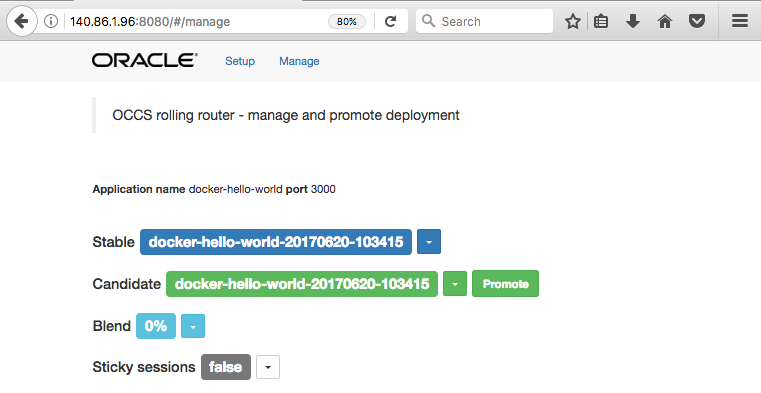 140.86.1.96:8080/#/manage 80% Search
ORACLE Setup Manage
OCCS rolling router - manage and promote deployment
Application name docker-hello-world port 3000
Stable docker-hello-world-20170620-103415
Candidate docker-hello-world-20170620-103415 Promote
Blend 0%
Sticky sessions false